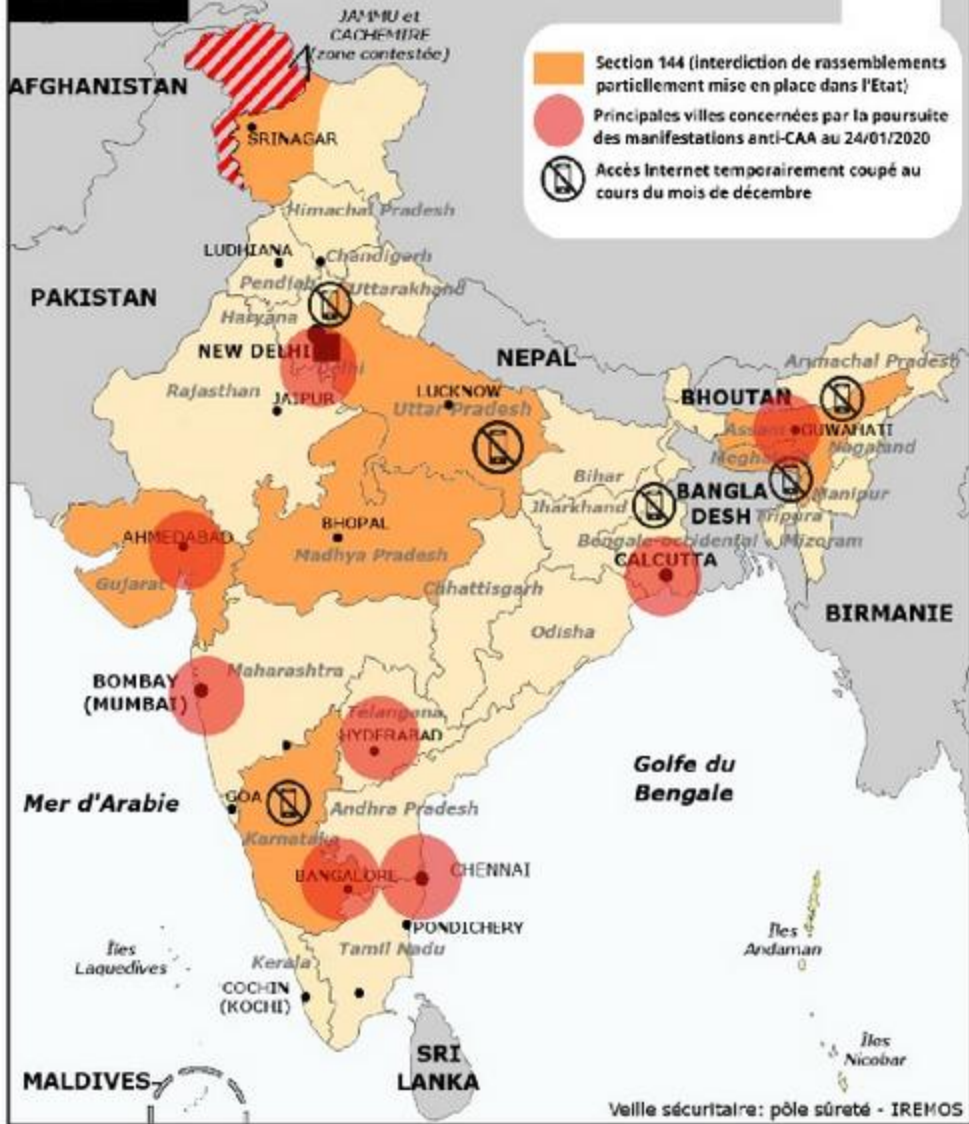 JAMMU et
CACHEMIRE
(zone contestée)
AFGHANISTAN
Section 144 (interdiction de rassemblements
partiellement mise en place dans l'Etat)
Principales villes concernées par la poursuite
des manifestations anti-CAA au 24/01/2020
Accès Internet temporairement coupé au
cours du mois de décembre
SRINAGAR
Himachal Pradesh
LUDHIANA
Chandigarh
Pendjab
Uttarakhand
PAKISTAN
Haryana
NEW DELHI
Delhi
NEPAL
Arunachal Pradesh
Rajasthan
JAIPUR
LUCKNOW
Uttar Pradesh
BHOUTAN
Assam
GUWAHATI
Nagaland
Meghalaya
Bihar
Jharkhand
BANGLA
DESH
Manipur
Tripura
AHMEDABAD
BHOPAL
Madhya Pradesh
Bengale-occidental
Mizoram
CALCUTTA
Gujarat
Chhattisgarh
Odisha
BIRMANIE
Maharashtra
BOMBAY
(MUMBAI)
Telangana
HYDERABAD
Golfe du
Bengale
Mer d'Arabie
GOA
Andhra Pradesh
Karnataka
BANGALORE
CHENNAI
PONDICHERY
Îles
Laquedives
Kerala
Tamil Nadu
Îles
Andaman
COCHIN
(KOCHI)
Îles
Nicobar
SRI
LANKA
MALDIVES
Veille sécuritaire: pôle sûreté - IREMOS